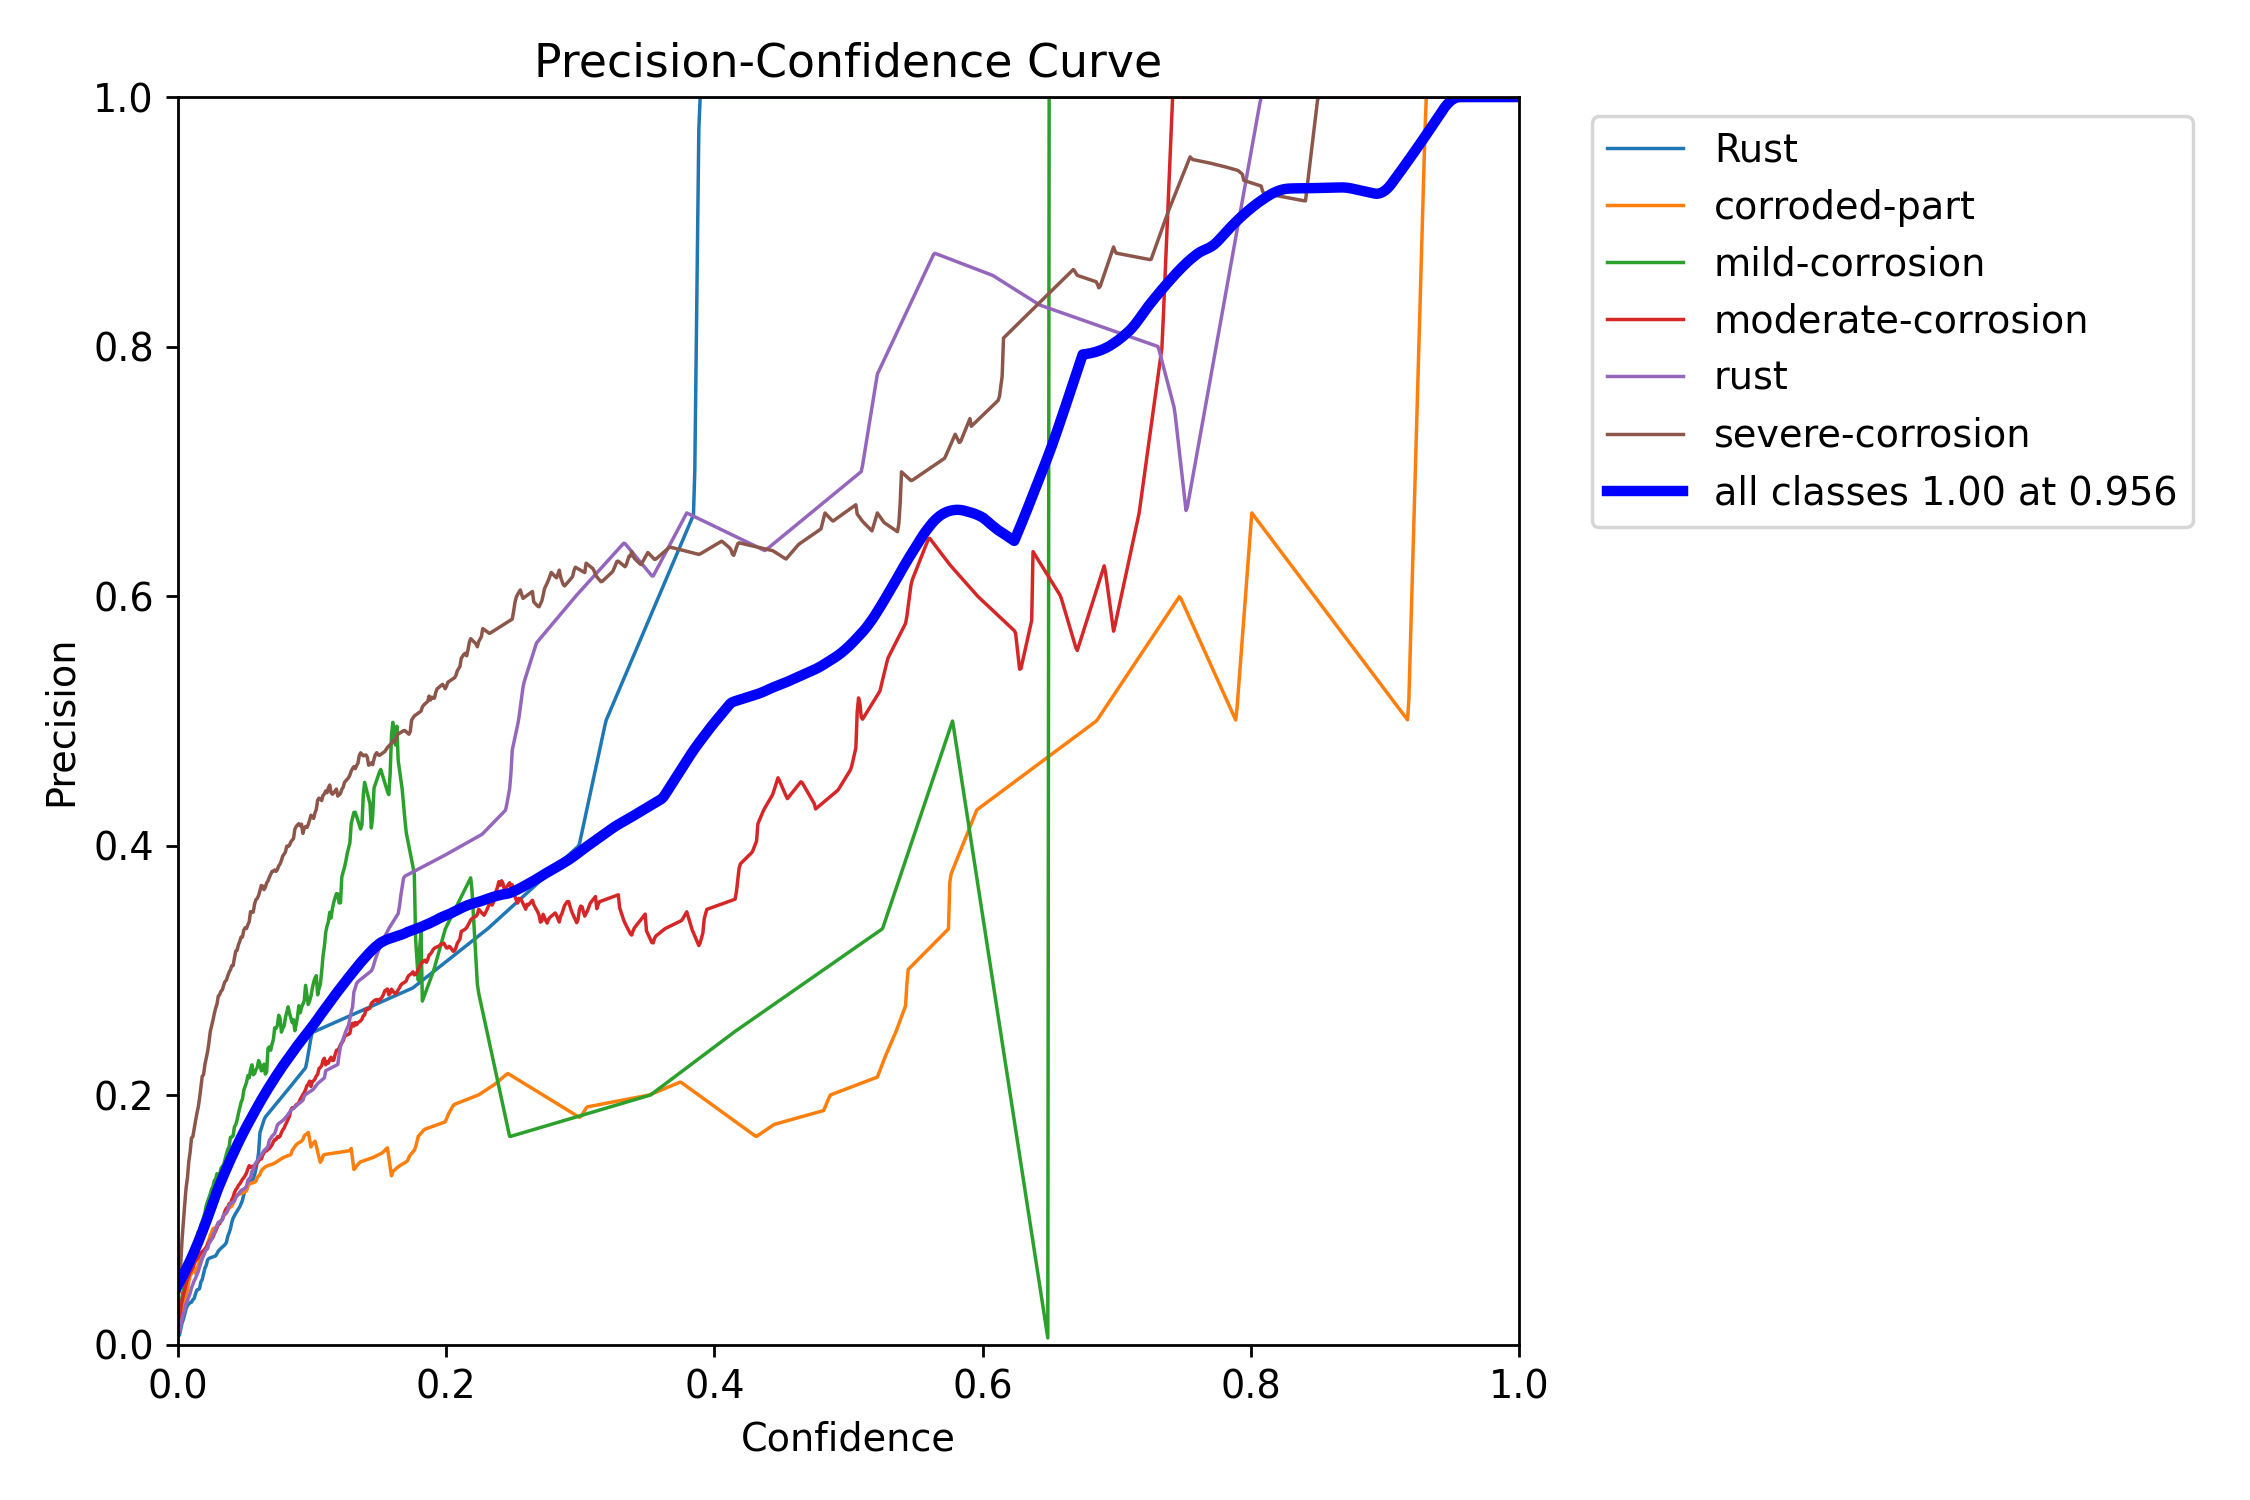 Precision-Confidence Curve
1.0
0.8
0.6
0.4
0.2
0.0
Precision
0.0 0.2 0.4 0.6 0.8 1.0
Confidence
Rust
corroded-part
mild-corrosion
moderate-corrosion
rust
severe-corrosion
all classes 1.00 at 0.956